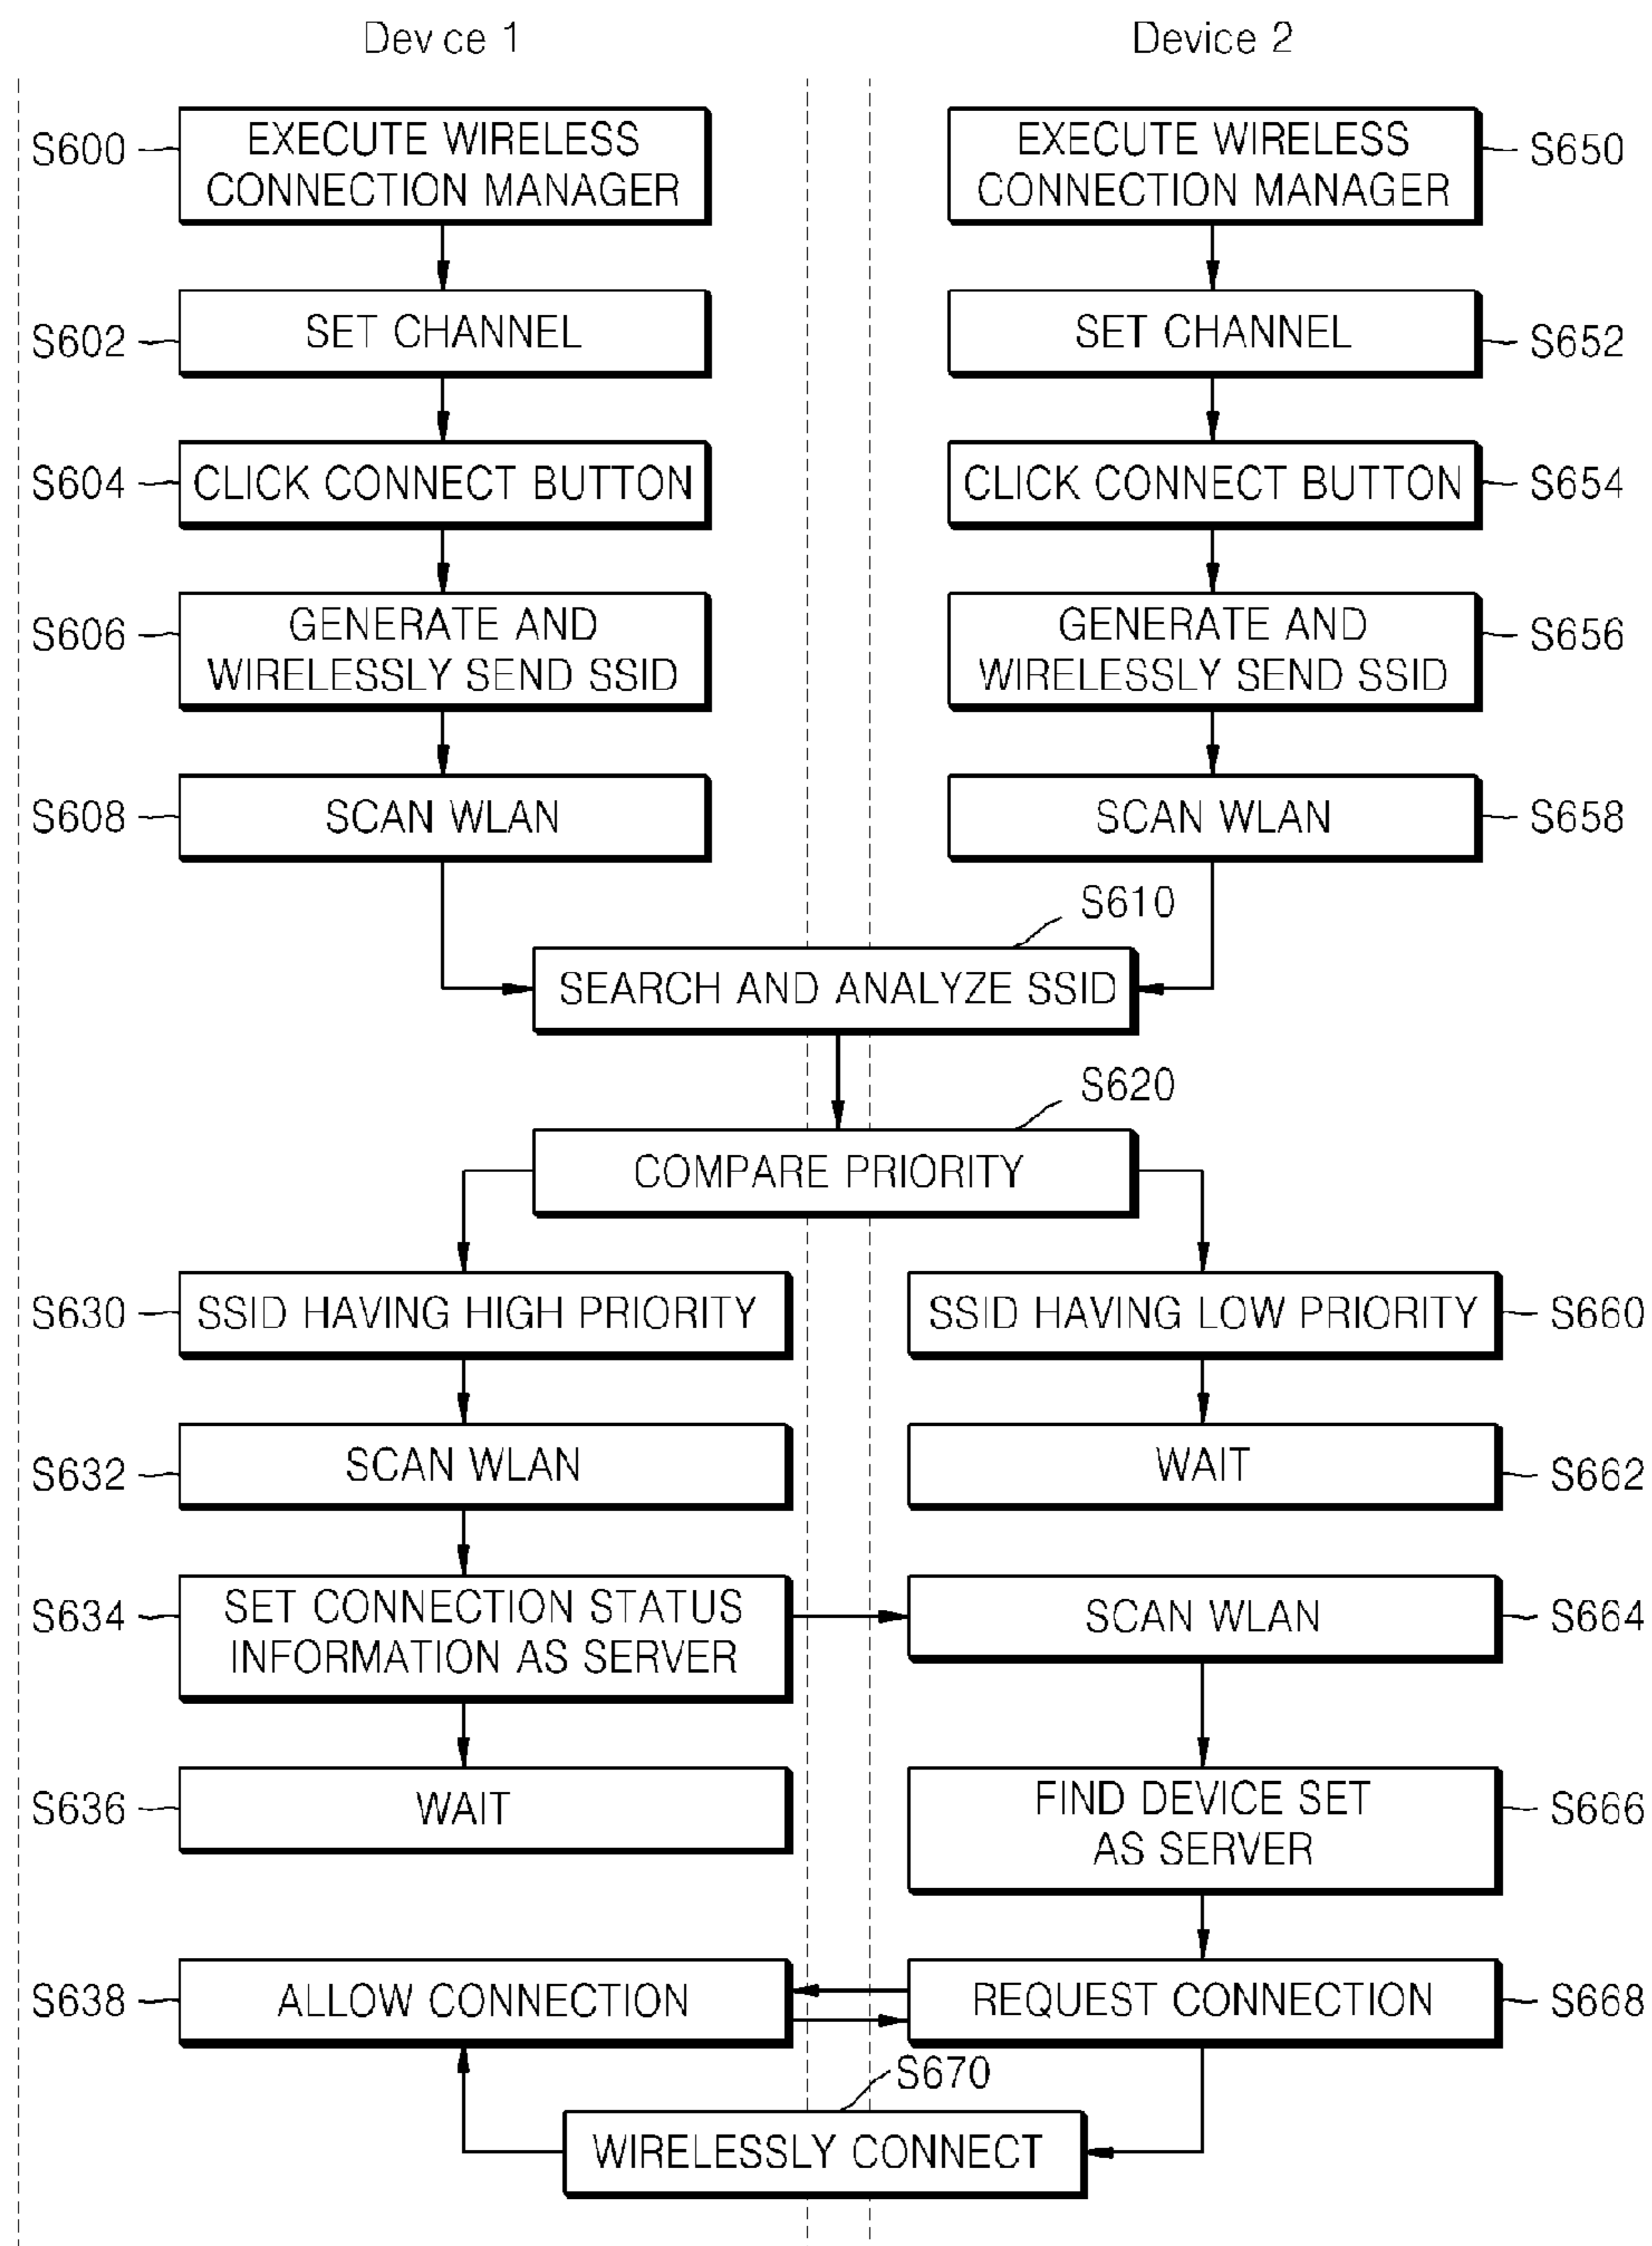 Dev ce 1
Device 2
S600
EXECUTE WIRELESS
CONNECTION MANAGER
EXECUTE WIRELESS
CONNECTION MANAGER
S650
S602
SET CHANNEL
SET CHANNEL
S652
S604
CLICK CONNECT BUTTON
CLICK CONNECT BUTTON
S654
S606
GENERATE AND
WIRELESSLY SEND SSID
GENERATE AND
WIRELESSLY SEND SSID
S656
S608
SCAN WLAN
SCAN WLAN
S658
S610
SEARCH AND ANALYZE SSID
S620
COMPARE PRIORITY
S630
SSID HAVING HIGH PRIORITY
SSID HAVING LOW PRIORITY
S660
S632
SCAN WLAN
WAIT
S662
S634
SET CONNECTION STATUS
INFORMATION AS SERVER
SCAN WLAN
S664
S636
WAIT
FIND DEVICE SET
AS SERVER
S666
S638
ALLOW CONNECTION
REQUEST CONNECTION
S668
S670
WIRELESSLY CONNECT